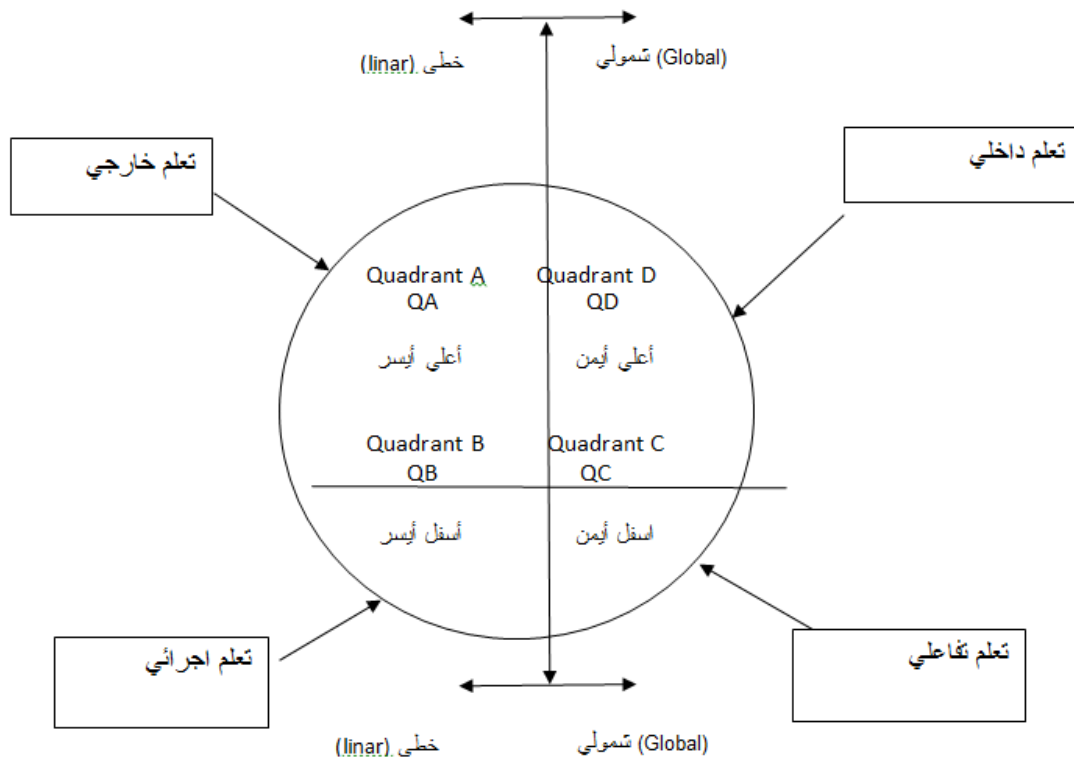 خطى (linar)
شمولي (Global)
تعلم خارجي
تعلم داخلي
Quadrant A
QA
Quadrant D
QD
أعلي أيسر
أعلي أيمن
Quadrant B
QB
Quadrant C
QC
أسفل أيسر
اسفل أيمن
تعلم اجرائي
تعلم تفاعلي
خطى (linar)
شمولي (Global)